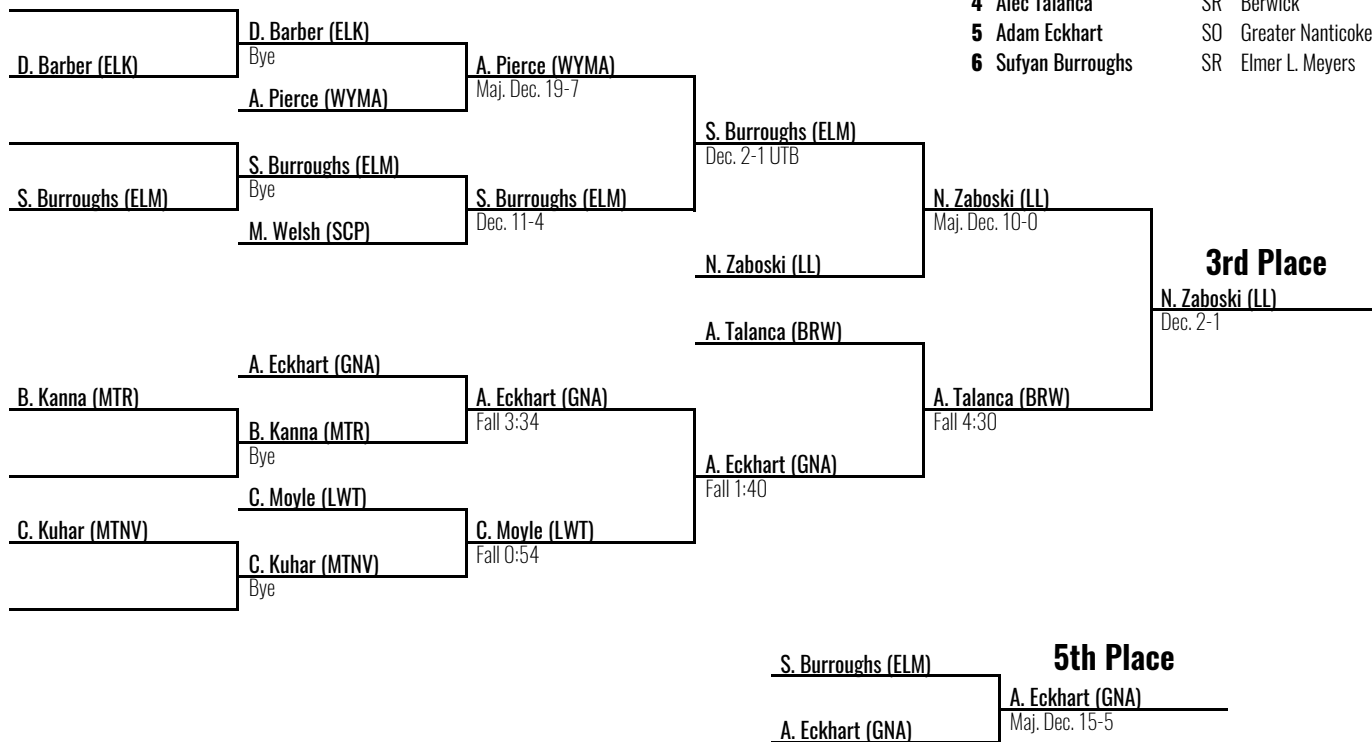 4 Alec Talanca SR Berwick
5 Adam Eckhart SO Greater Nanticoke
6 Sufyan Burroughs SR Elmer L. Meyers
D. Barber (ELK)
D. Barber (ELK)
Bye
A. Pierce (WYMA)
A. Pierce (WYMA)
Maj. Dec. 19-7
S. Burroughs (ELM)
S. Burroughs (ELM)
Bye
M. Welsh (SCP)
S. Burroughs (ELM)
Dec. 11-4
S. Burroughs (ELM)
Dec. 2-1 UTB
N. Zaboski (LL)
N. Zaboski (LL)
Maj. Dec. 10-0
3rd Place
N. Zaboski (LL)
Dec. 2-1
A. Talanca (BRW)
A. Eckhart (GNA)
B. Kanna (MTR)
B. Kanna (MTR)
Bye
A. Eckhart (GNA)
Fall 3:34
A. Talanca (BRW)
Fall 4:30
A. Eckhart (GNA)
Fall 1:40
C. Moyle (LWT)
C. Kuhar (MTNV)
C. Kuhar (MTNV)
Bye
C. Moyle (LWT)
Fall 0:54
5th Place
S. Burroughs (ELM)
A. Eckhart (GNA)
A. Eckhart (GNA)
Maj. Dec. 15-5